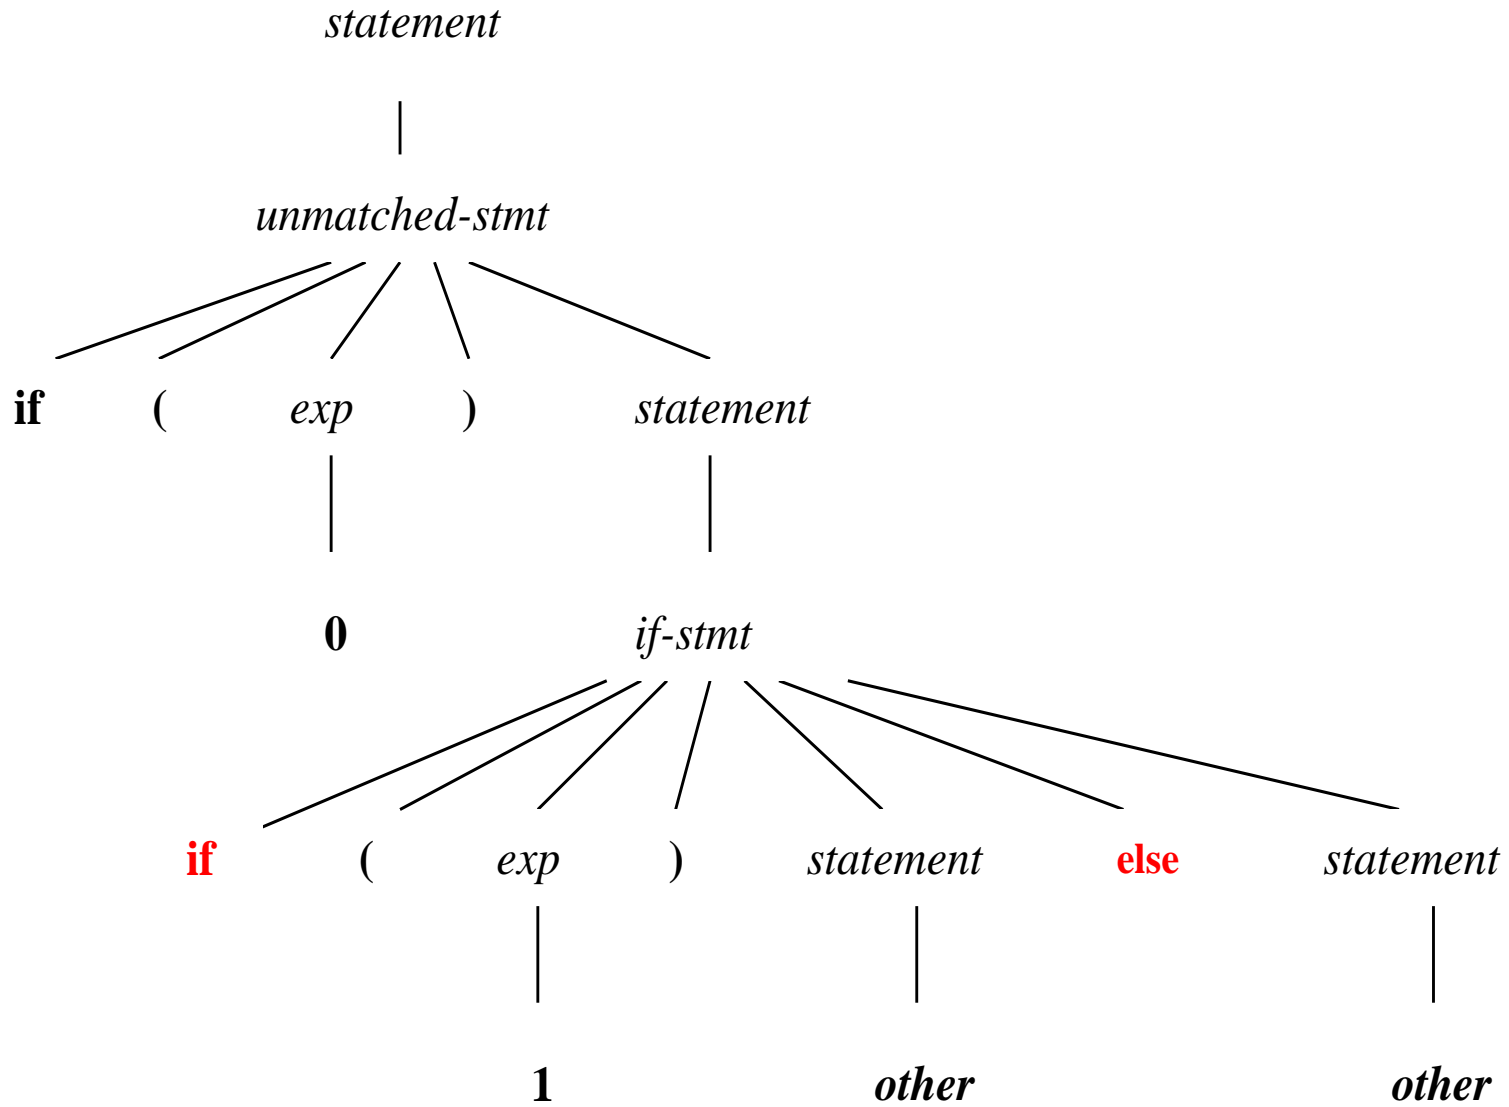 statement
unmatched-stmt
if ( exp ) statement
0 if-stmt
if ( exp ) statement else statement
1 other other